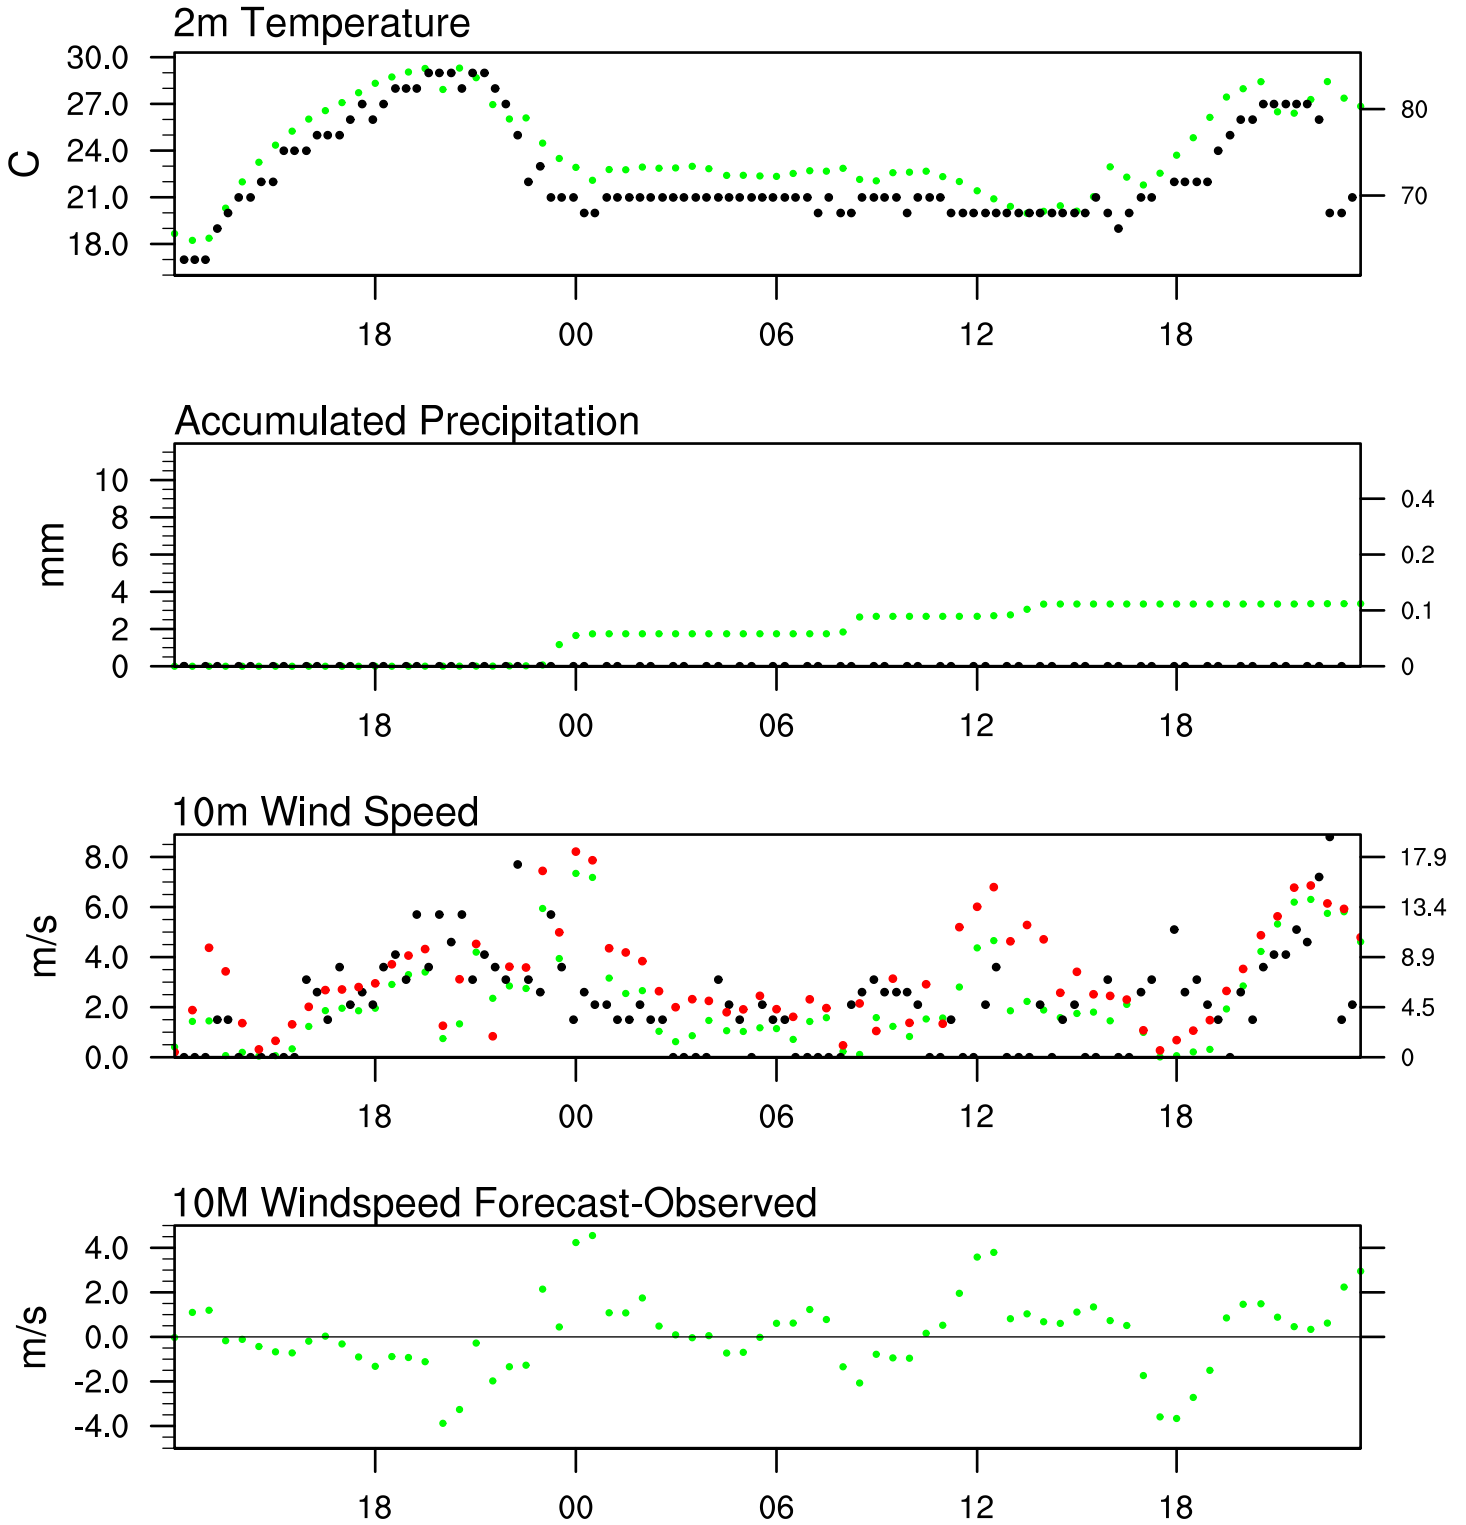 2m Temperature
30.0
27.0
24.0
21.0
18.0
C
80
70
18 00 06 12 18
Accumulated Precipitation
10
8
6
4
2
0
mm
0.4
0.2
0.1
0
18 00 06 12 18
10m Wind Speed
8.0
6.0
4.0
2.0
0.0
m/s
17.9
13.4
8.9
4.5
0
18 00 06 12 18
10M Windspeed Forecast-Observed
4.0
2.0
0.0
-2.0
-4.0
m/s
18 00 06 12 18